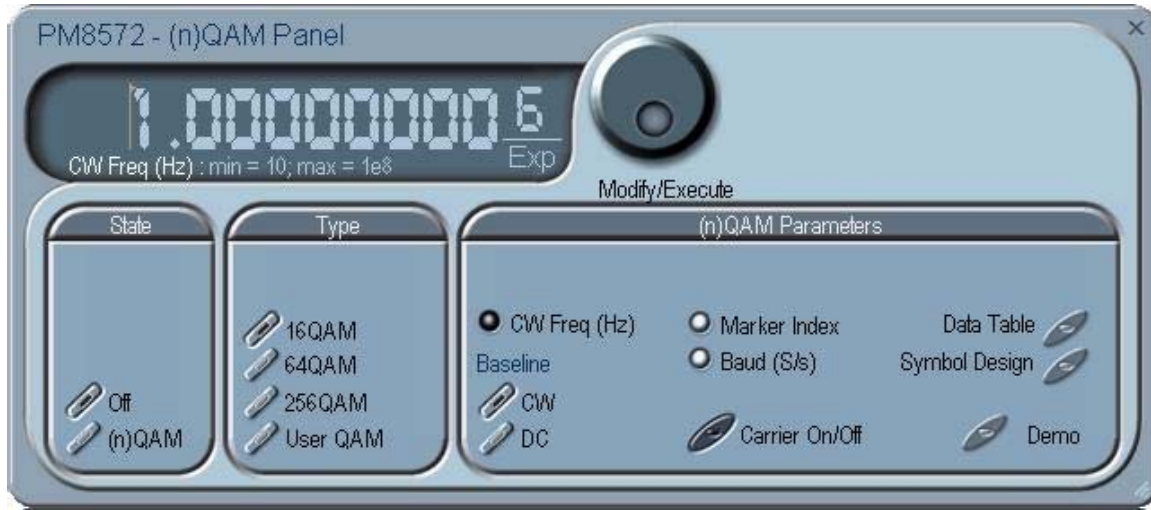 PM8572 - (n)QAM Panel
1.00000000 6
Exp
CW Freq (Hz) : min = 10; max = 1e8
Modify/Execute
State
Off
(n)QAM
Type
16QAM
64QAM
256QAM
User QAM
(n)QAM Parameters
CW Freq (Hz)
Baseline
CW
DC
Marker Index
Baud (S/s)
Carrier On/Off
Data Table
Symbol Design
Demo